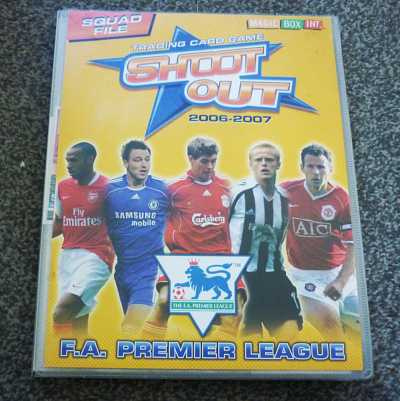 SQUAD
FILE
MAGIC BOX INT.
TRADING CARD GAME
SHOOT
OUT
2006-2007
Fly
Emirates
SAMSUNG
mobile
Carlsberg
AIG
THE F.A. PREMIER LEAGUE
F.A. PREMIER LEAGUE